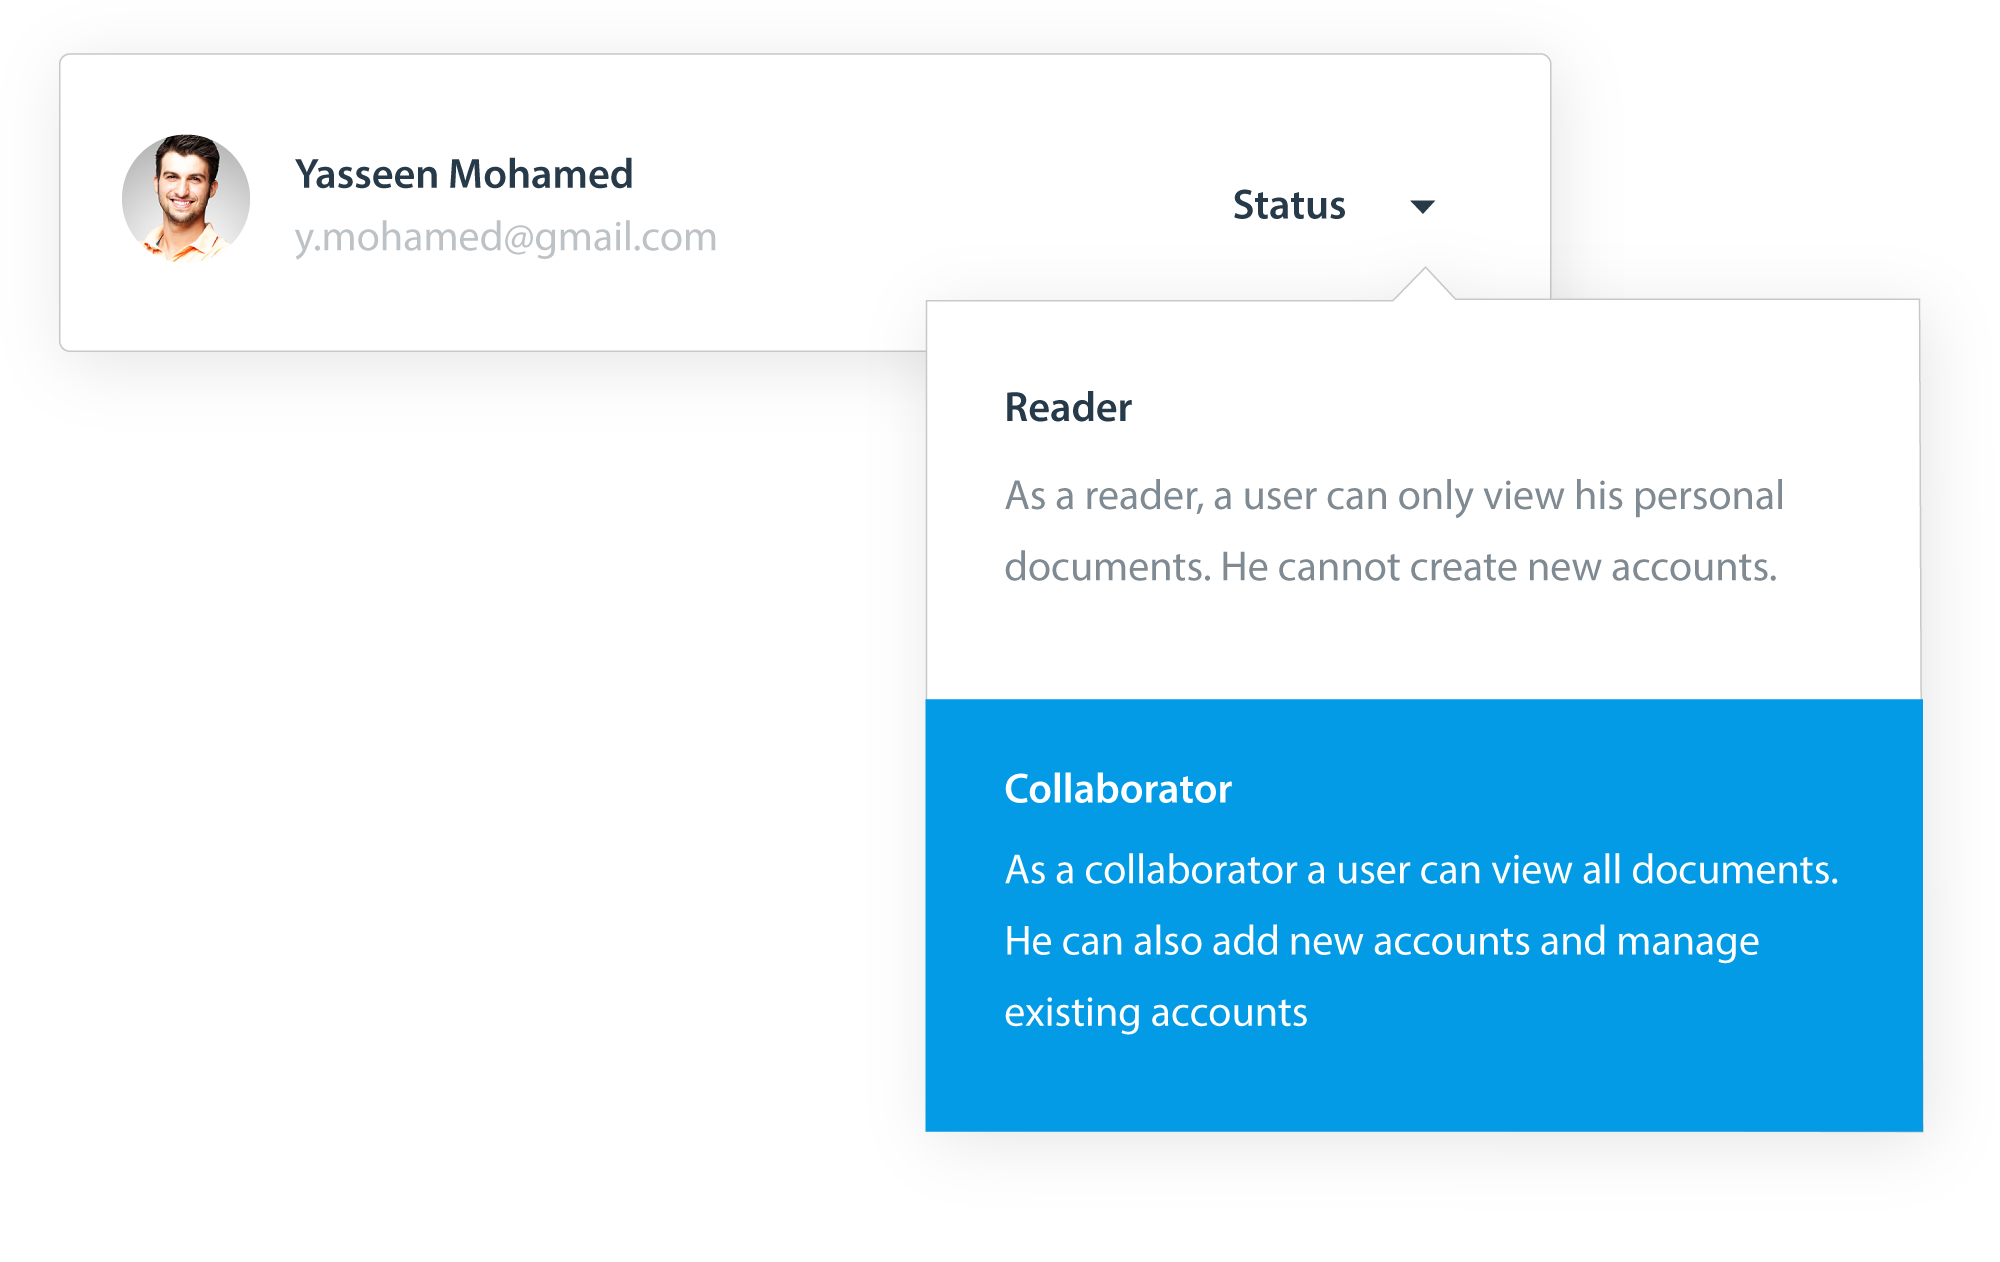 Yasseen Mohamed
y.mohamed@gmail.com
Status
Reader
As a reader, a user can only view his personal
documents. He cannot create new accounts.
Collaborator
As a collaborator a user can view all documents.
He can also add new accounts and manage
existing accounts